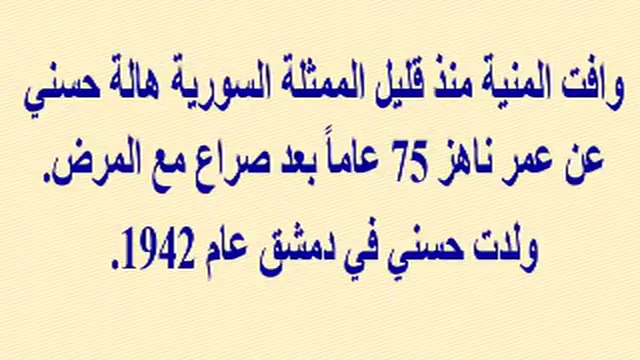 وافت المنية منذ قليل الممثلة السورية هالة حسني
عن عمر ناهز 75 عاماً بعد صراع مع المرض.
ولدت حسني في دمشق عام 1942.